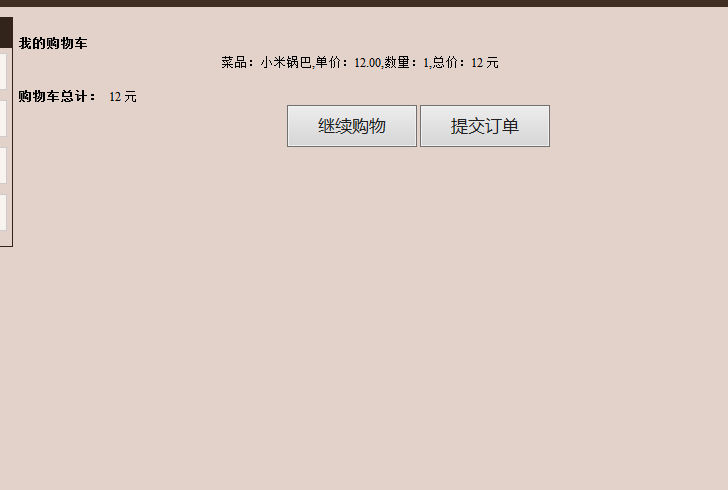 我的购物车
菜品：小米锅巴,单价：12.00,数量：1,总价：12 元
购物车总计： 12 元
继续购物 提交订单